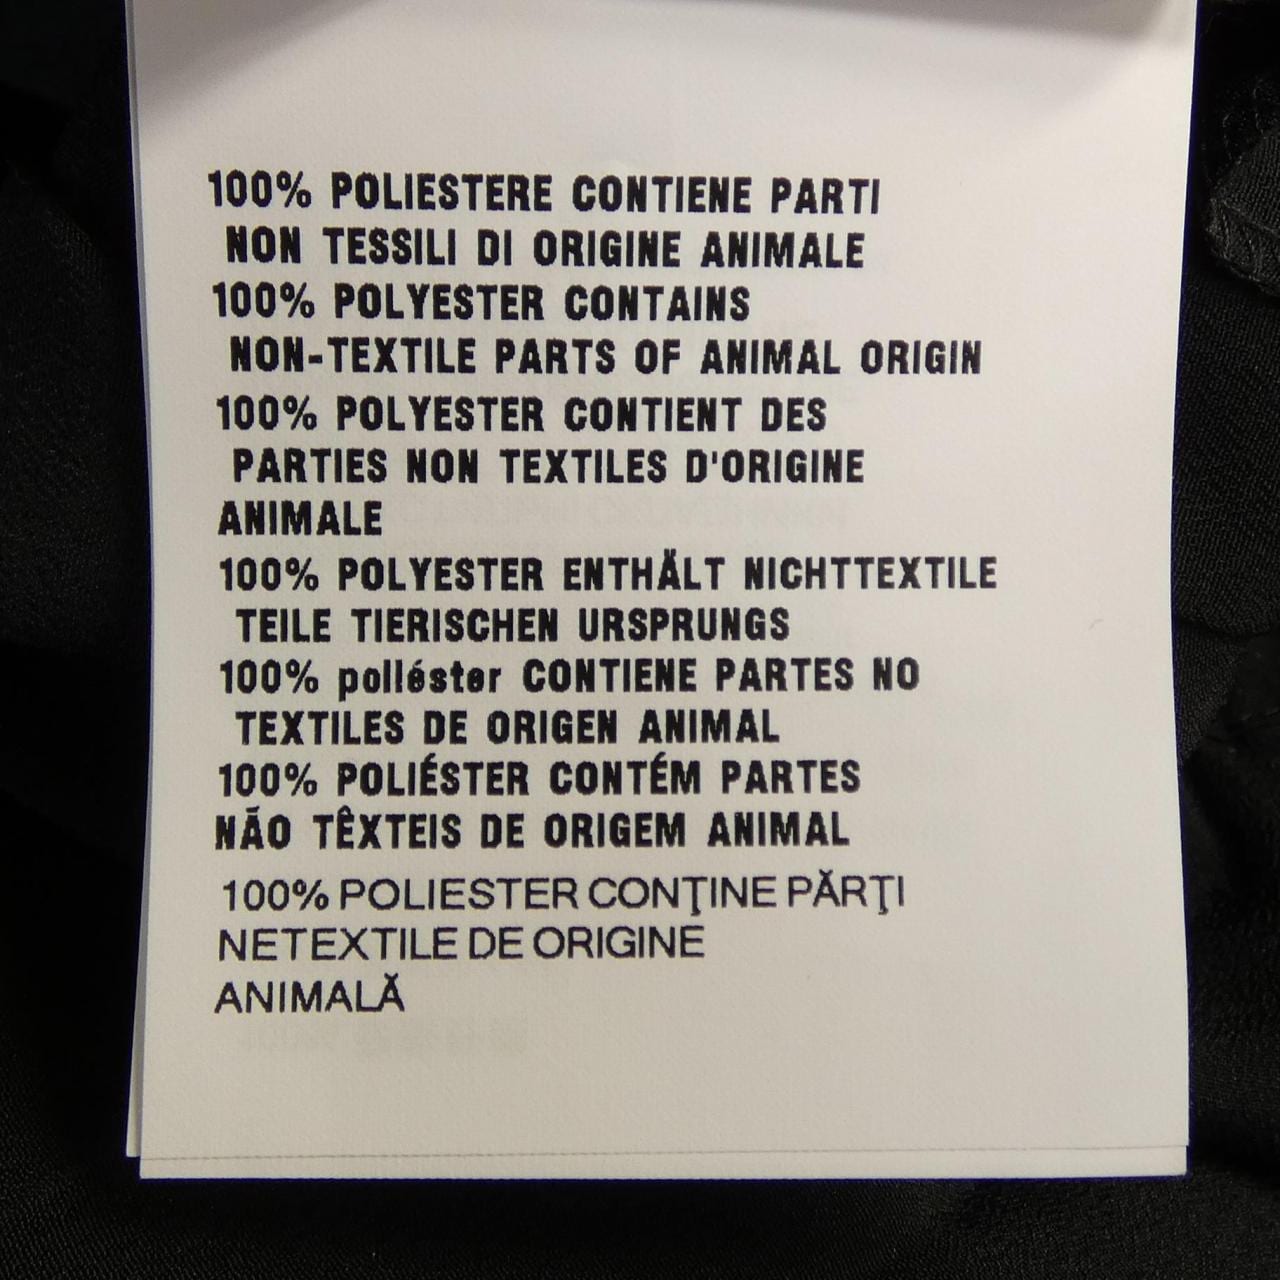 100% POLIESTERE CONTIENE PARTI
NON TESSILI DI ORIGINE ANIMALE
100% POLYESTER CONTAINS
NON-TEXTILE PARTS OF ANIMAL ORIGIN
100% POLYESTER CONTIENT DES
PARTIES NON TEXTILES D'ORIGINE
ANIMALE
100% POLYESTER ENTHÄLT NICHTTEXTILE
TEILE TIERISCHEN URSPRUNGS
100% poliéster CONTIENE PARTES NO
TEXTILES DE ORIGEN ANIMAL
100% POLIÉSTER CONTÉM PARTES
NÃO TÊXTEIS DE ORIGEM ANIMAL
100% POLIESTER CONŢINE PĂRŢI
NETEXTILE DE ORIGINE
ANIMALĂ